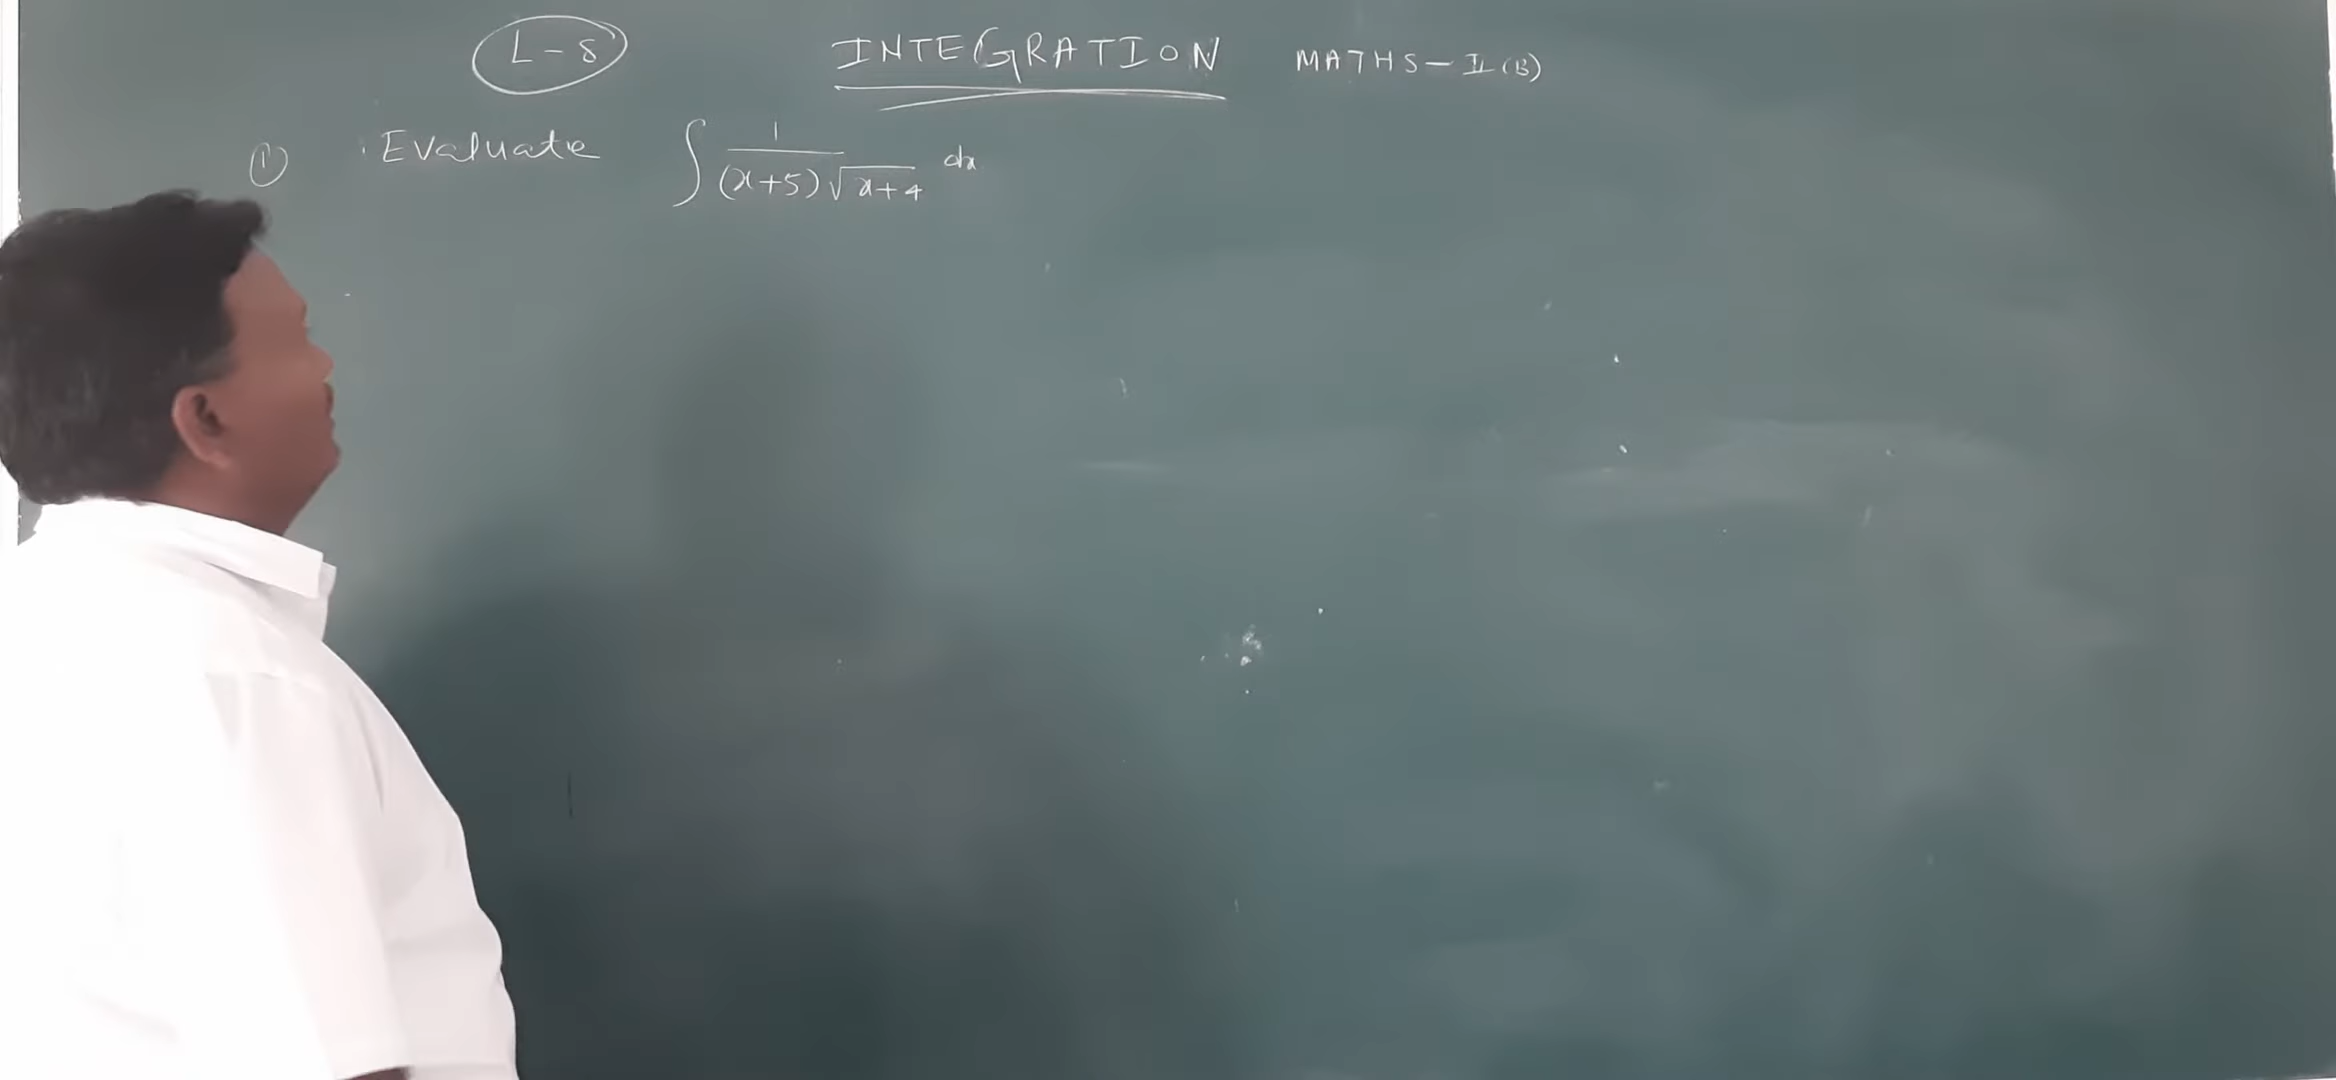 L-8 INTEGRATION MATHS-II(B)
① Evaluate ∫ 1/((x+5)√(x+4)) dx